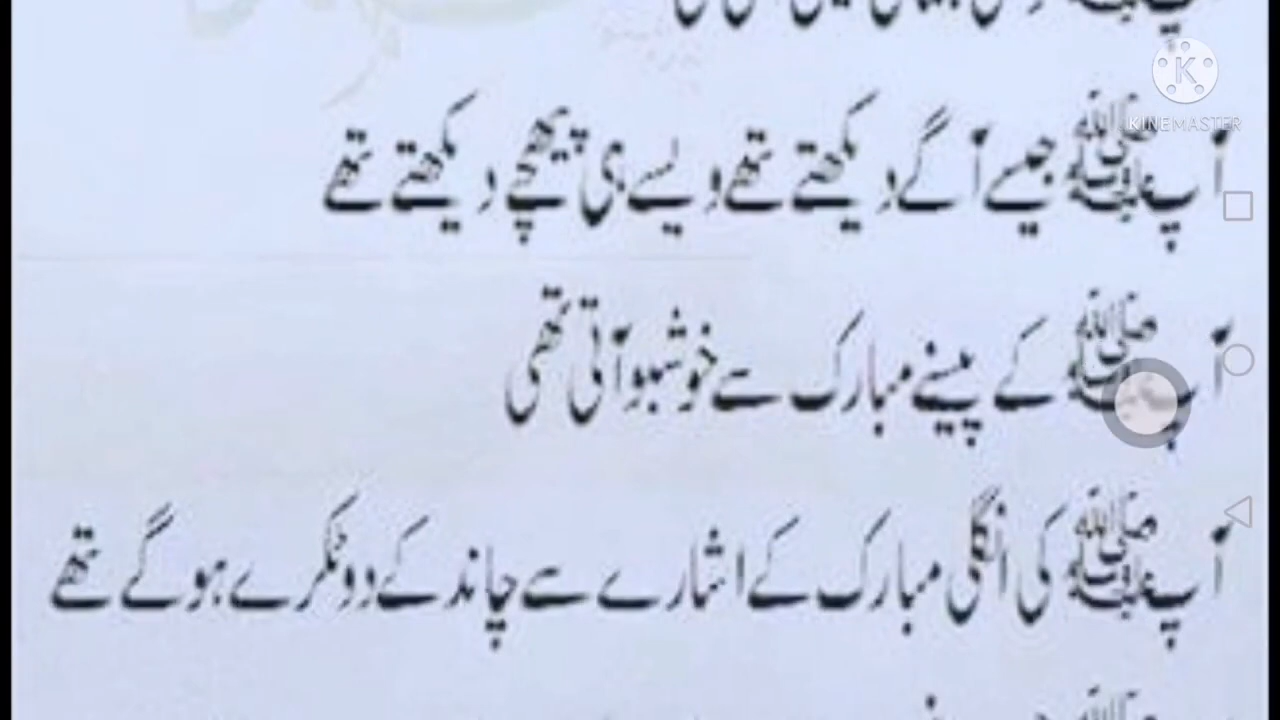 KINEMASTER
آپ ﷺ جیسے آگے دیکھتے تھے ویسے ہی پیچھے دیکھتے تھے
آپ ﷺ کے پسینے مبارک سے خوشبو آتی تھی
آپ ﷺ کی انگلی مبارک کے اشارے سے چاند کے دو ٹکرے ہو گے تھے